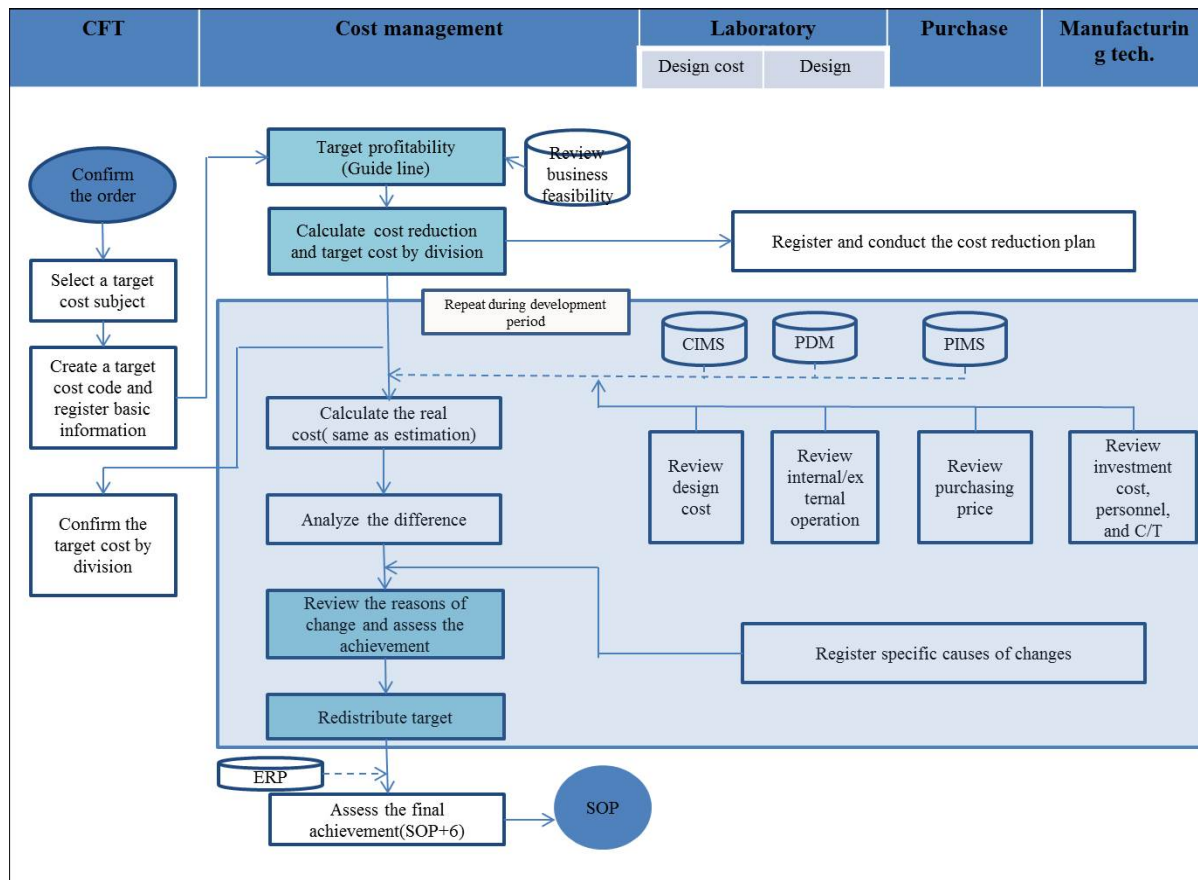 CFT
Cost management
Laboratory
Purchase
Manufacturin
g tech.
Design cost
Design
Confirm
the order
Target profitability
(Guide line)
Review
business
feasibility
Calculate cost reduction
and target cost by division
Register and conduct the cost reduction plan
Select a target
cost subject
Repeat during development
period
CIMS
PDM
PIMS
Create a target
cost code and
register basic
information
Calculate the real
cost( same as estimation)
Review
design
cost
Review
internal/ex
ternal
operation
Review
purchasing
price
Review
investment
cost,
personnel,
and C/T
Confirm the
target cost by
division
Analyze the difference
Review the reasons of
change and assess the
achievement
Register specific causes of changes
Redistribute target
ERP
Assess the final
achievement(SOP+6)
SOP